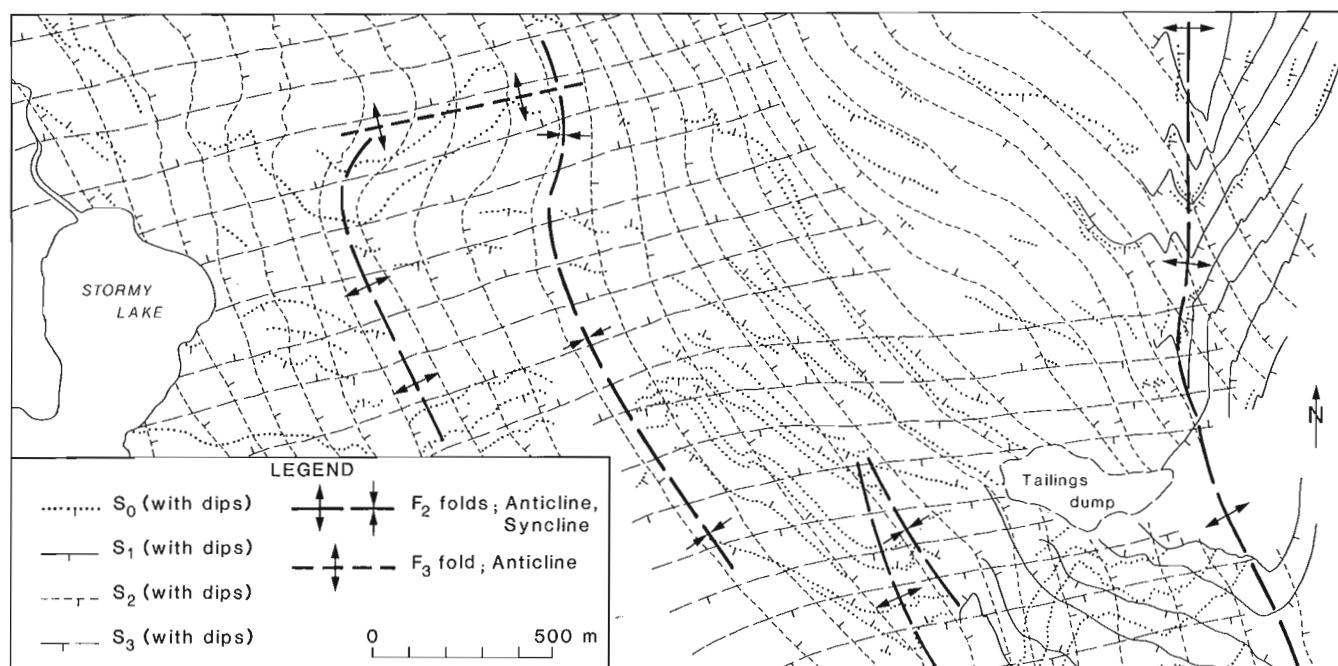 STORMY
LAKE
N
Tailings
dump
LEGEND
S0 (with dips)
S1 (with dips)
S2 (with dips)
S3 (with dips)
F2 folds; Anticline,
Syncline
F3 fold; Anticline
0 500 m